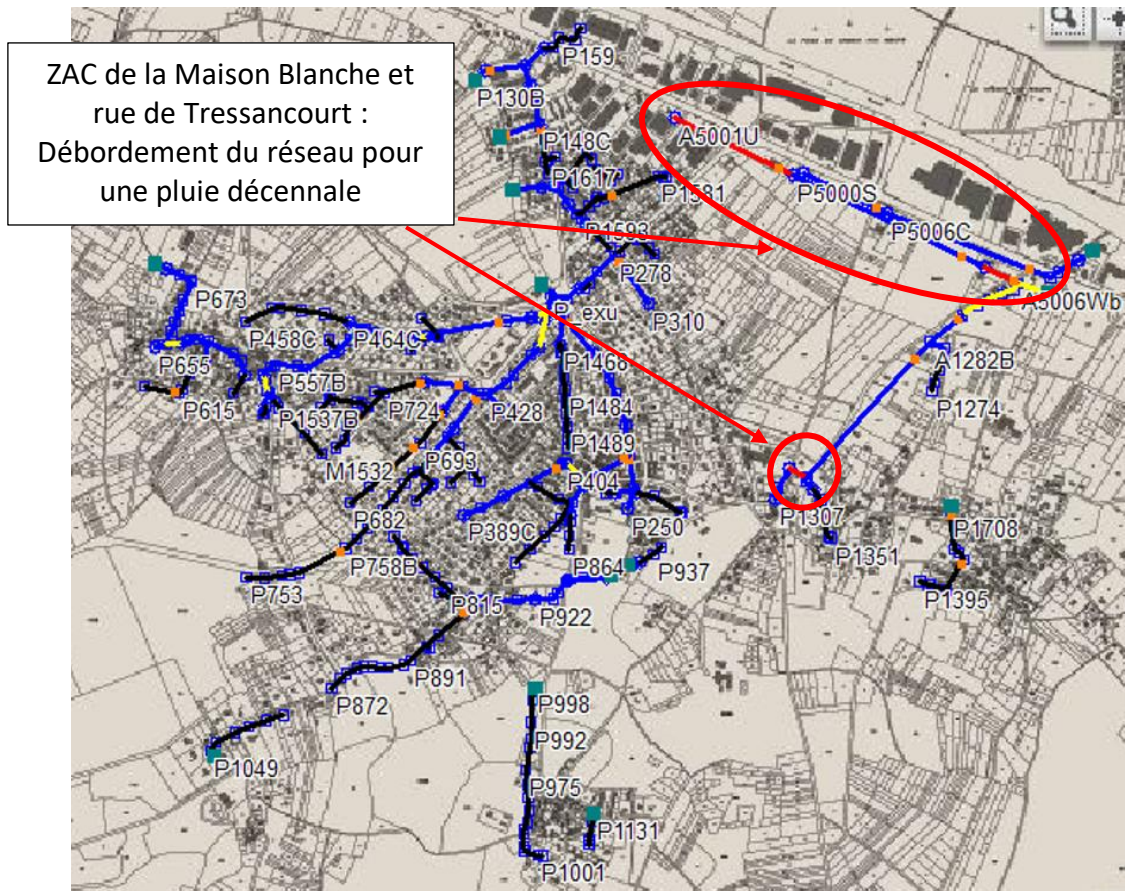 ZAC de la Maison Blanche et
rue de Tressancourt :
Débordement du réseau pour
une pluie décennale
P159
P130B
A5001U
P148C
P1617
P1581
P5000S
P5006C
P1593
P278
P673
P310
A5006Wb
P_exu
P458C
P464C
P1468
P655
A1282B
P557B
P615
P1274
P724
P428
P1484
P1537B
P1489
P693
M1532
P404
P682
P389C
P250
P1307
P1708
P1351
P758B
P864
P937
P753
P1395
P815
P922
P891
P872
P998
P992
P1049
P975
P1131
P1001